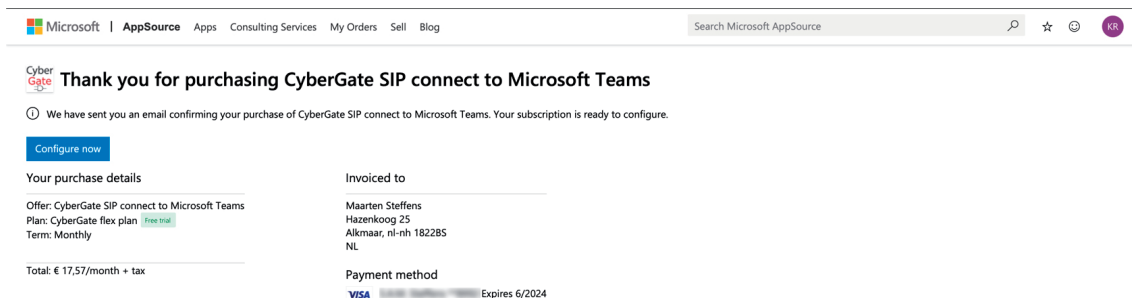 Microsoft | AppSource Apps Consulting Services My Orders Sell Blog Search Microsoft AppSource KR
Cyber
Gate
Thank you for purchasing CyberGate SIP connect to Microsoft Teams
We have sent you an email confirming your purchase of CyberGate SIP connect to Microsoft Teams. Your subscription is ready to configure.
Configure now
Your purchase details
Offer: CyberGate SIP connect to Microsoft Teams
Plan: CyberGate flex plan Free trial
Term: Monthly
Total: € 17,57/month + tax
Invoiced to
Maarten Steffens
Hazenkoog 25
Alkmaar, nl-nh 1822BS
NL
Payment method
VISA Expires 6/2024